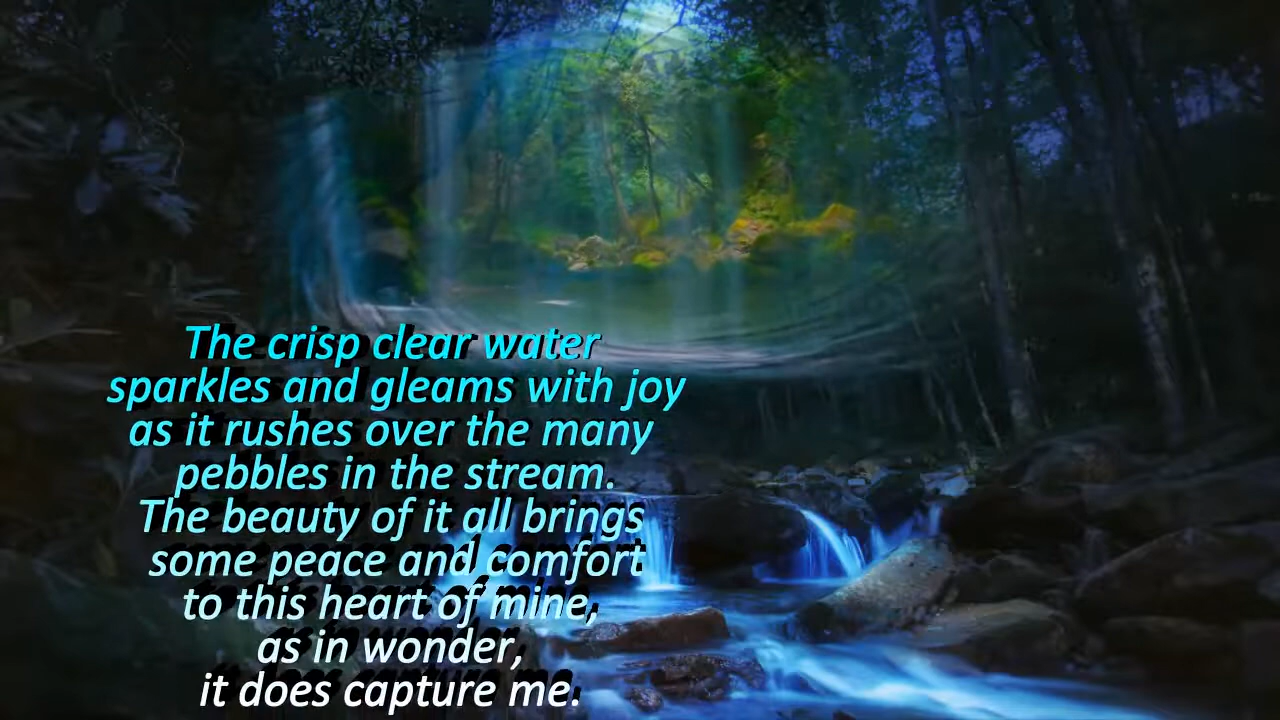 The crisp clear water
sparkles and gleams with joy
as it rushes over the many
pebbles in the stream.
The beauty of it all brings
some peace and comfort
to this heart of mine,
as in wonder,
it does capture me.